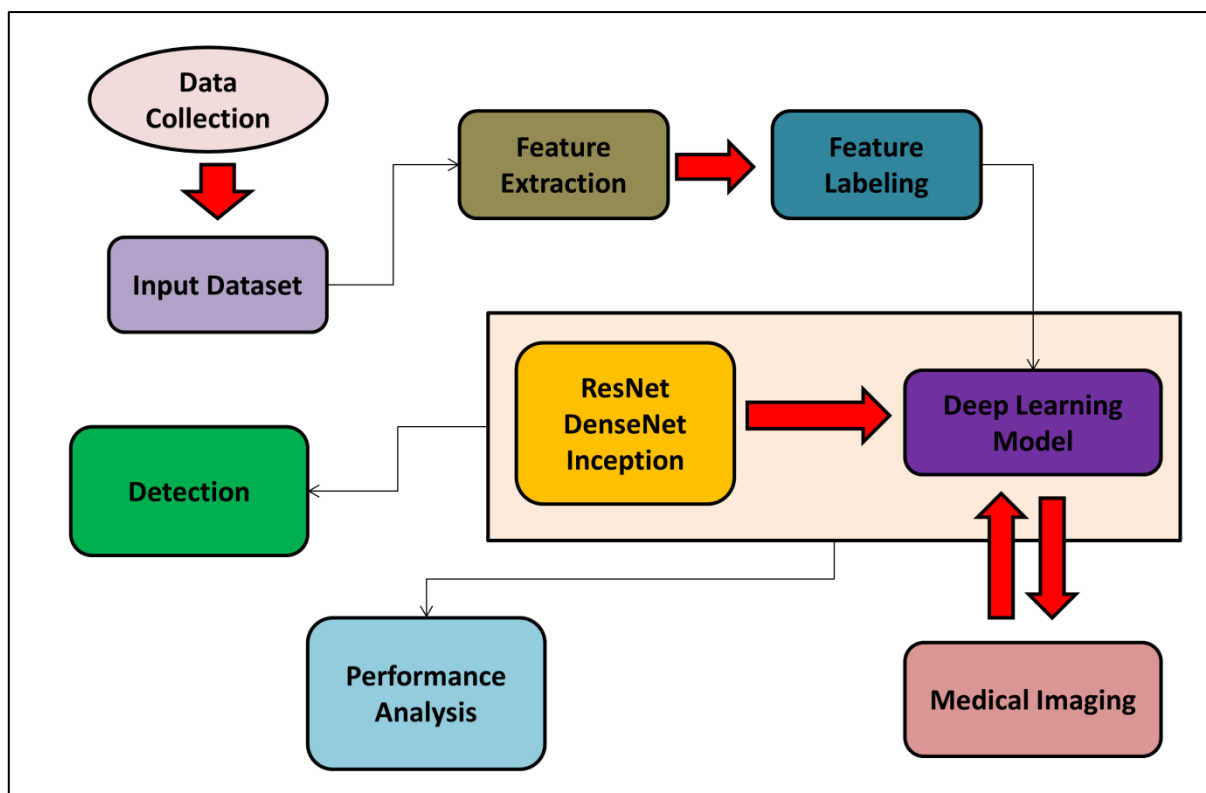 Data
Collection
Input Dataset
Feature
Extraction
Feature
Labeling
ResNet
DenseNet
Inception
Deep Learning
Model
Detection
Performance
Analysis
Medical Imaging